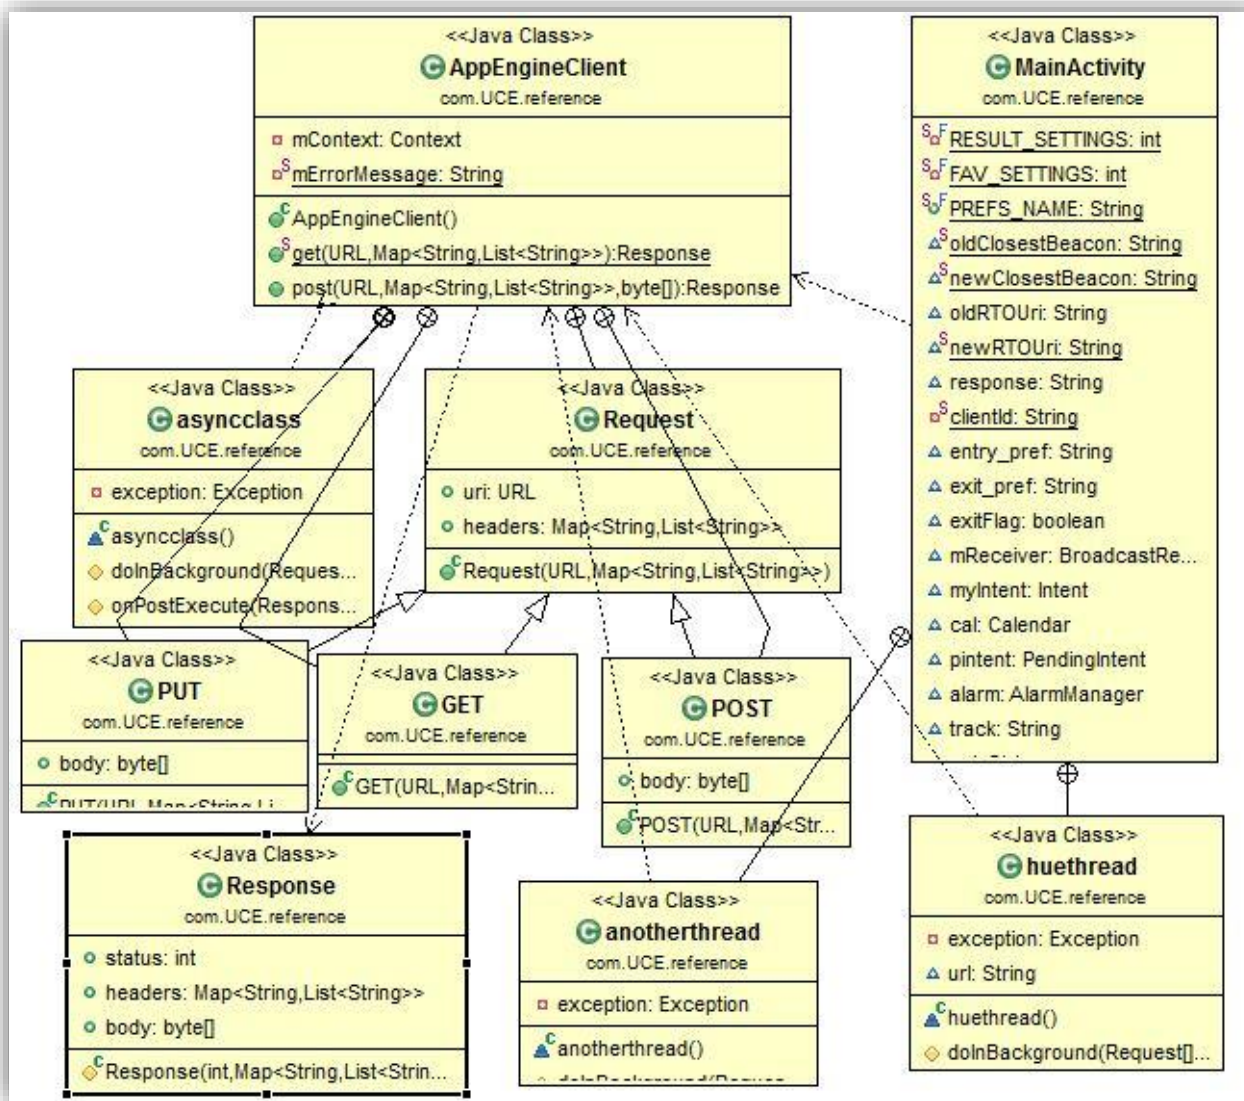 <<Java Class>>
AppEngineClient
com.UCE.reference
mContext: Context
mErrorMessage: String
AppEngineClient()
get(URL,Map<String,List<String>>):Response
post(URL,Map<String,List<String>>,byte[]):Response
<<Java Class>>
MainActivity
com.UCE.reference
RESULT_SETTINGS: int
FAV_SETTINGS: int
PREFS_NAME: String
oldClosestBeacon: String
newClosestBeacon: String
oldRTOUri: String
newRTOUri: String
response: String
clientId: String
entry_pref: String
exit_pref: String
exitFlag: boolean
mReceiver: BroadcastRe...
myIntent: Intent
cal: Calendar
pintent: PendingIntent
alarm: AlarmManager
track: String
<<Java Class>>
asyncclass
com.UCE.reference
exception: Exception
asyncclass()
doInBackground(Reques...
onPostExecute(Respons...
<<Java Class>>
Request
com.UCE.reference
uri: URL
headers: Map<String,List<String>>
Request(URL,Map<String,List<String>>)
<<Java Class>>
PUT
com.UCE.reference
body: byte[]
PUT(URL,Map<String,Li...
<<Java Class>>
GET
com.UCE.reference
GET(URL,Map<Strin...
<<Java Class>>
POST
com.UCE.reference
body: byte[]
POST(URL,Map<Str...
<<Java Class>>
Response
com.UCE.reference
status: int
headers: Map<String,List<String>>
body: byte[]
Response(int,Map<String,List<Strin...
<<Java Class>>
anotherthread
com.UCE.reference
exception: Exception
anotherthread()
doInBackground(Reques...
<<Java Class>>
huethread
com.UCE.reference
exception: Exception
url: String
huethread()
doInBackground(Request[]...